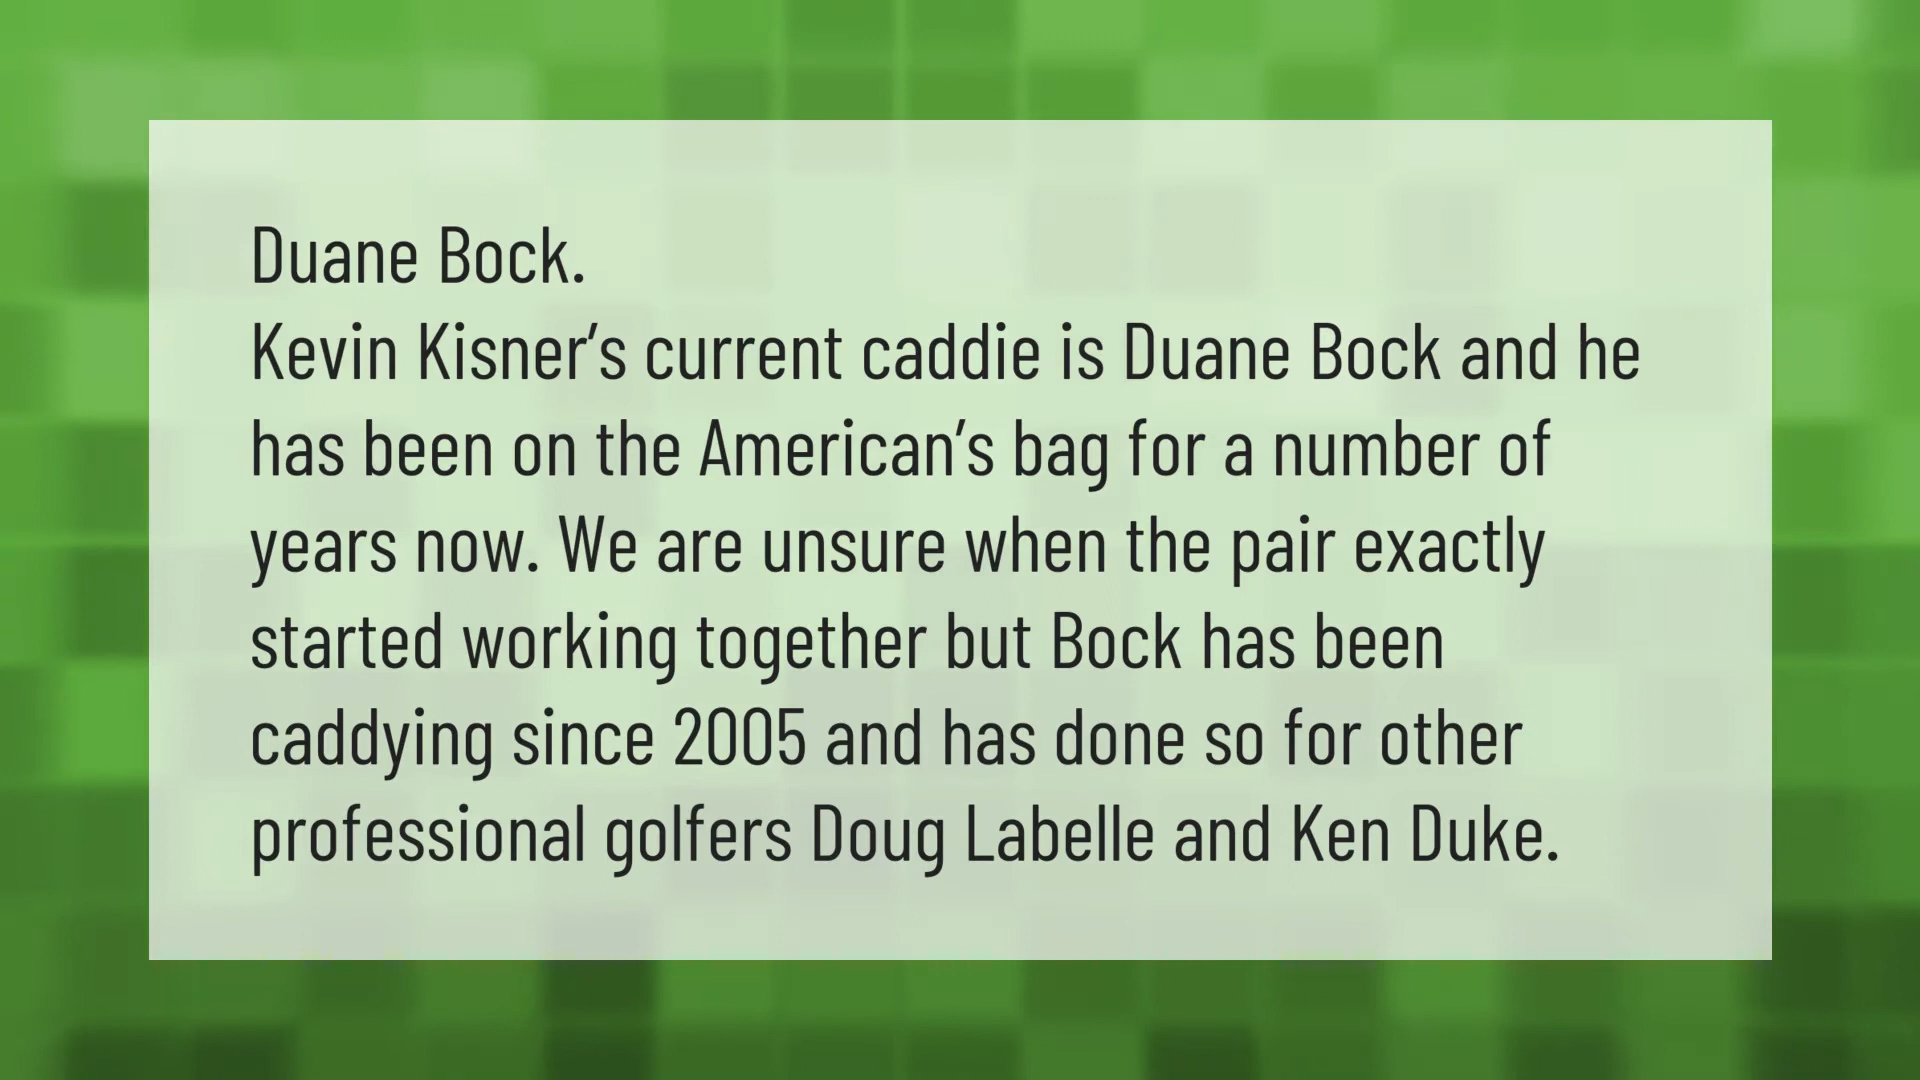 Duane Bock.
Kevin Kisner’s current caddie is Duane Bock and he
has been on the American’s bag for a number of
years now. We are unsure when the pair exactly
started working together but Bock has been
caddying since 2005 and has done so for other
professional golfers Doug Labelle and Ken Duke.